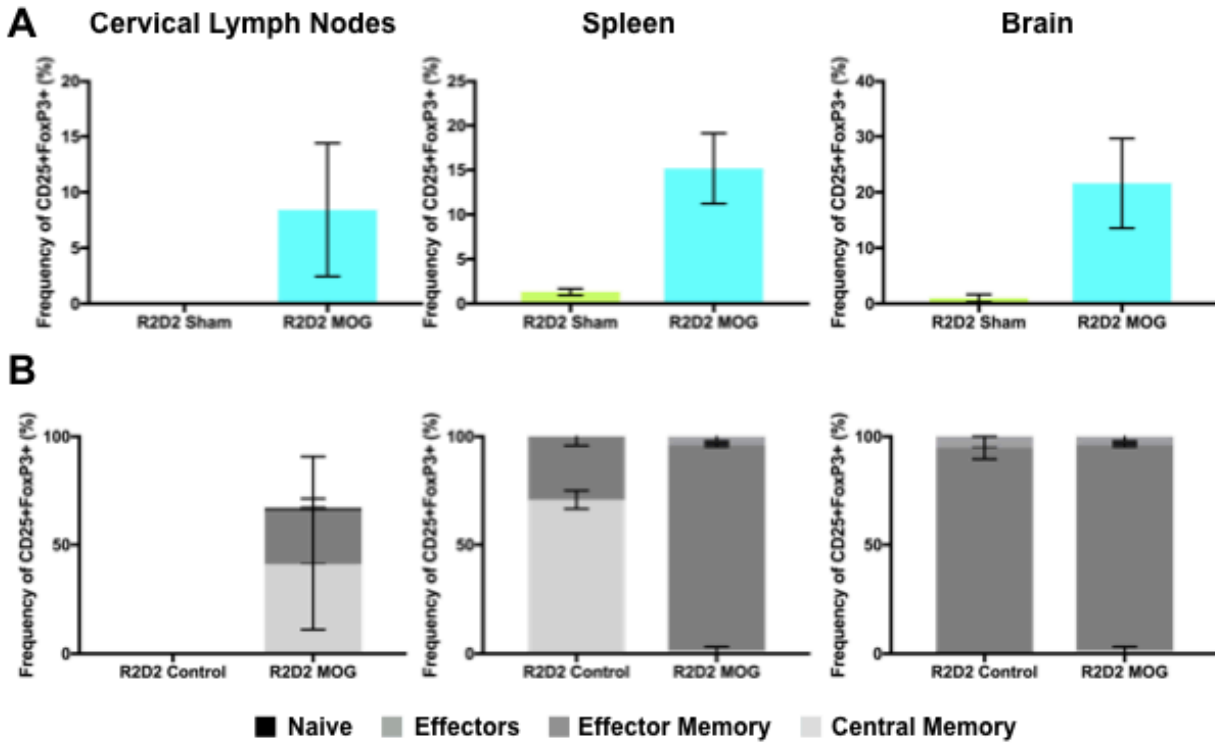 A
Cervical Lymph Nodes
Spleen
Brain
Frequency of CD25+FoxP3+ (%)
20
15
10
5
0
R2D2 Sham R2D2 MOG
Frequency of CD25+FoxP3+ (%)
25
20
15
10
5
0
R2D2 Sham R2D2 MOG
Frequency of CD25+FoxP3+ (%)
40
30
20
10
0
R2D2 Sham R2D2 MOG
B
Frequency of CD25+FoxP3+ (%)
100
50
0
R2D2 Control R2D2 MOG
Frequency of CD25+FoxP3+ (%)
100
50
0
R2D2 Control R2D2 MOG
Frequency of CD25+FoxP3+ (%)
100
50
0
R2D2 Control R2D2 MOG
Naive Effectors Effector Memory Central Memory